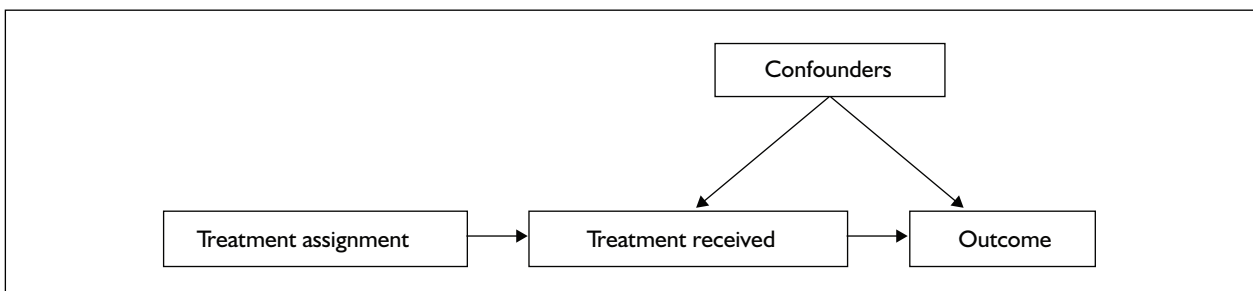 Confounders
Treatment assignment
Treatment received
Outcome